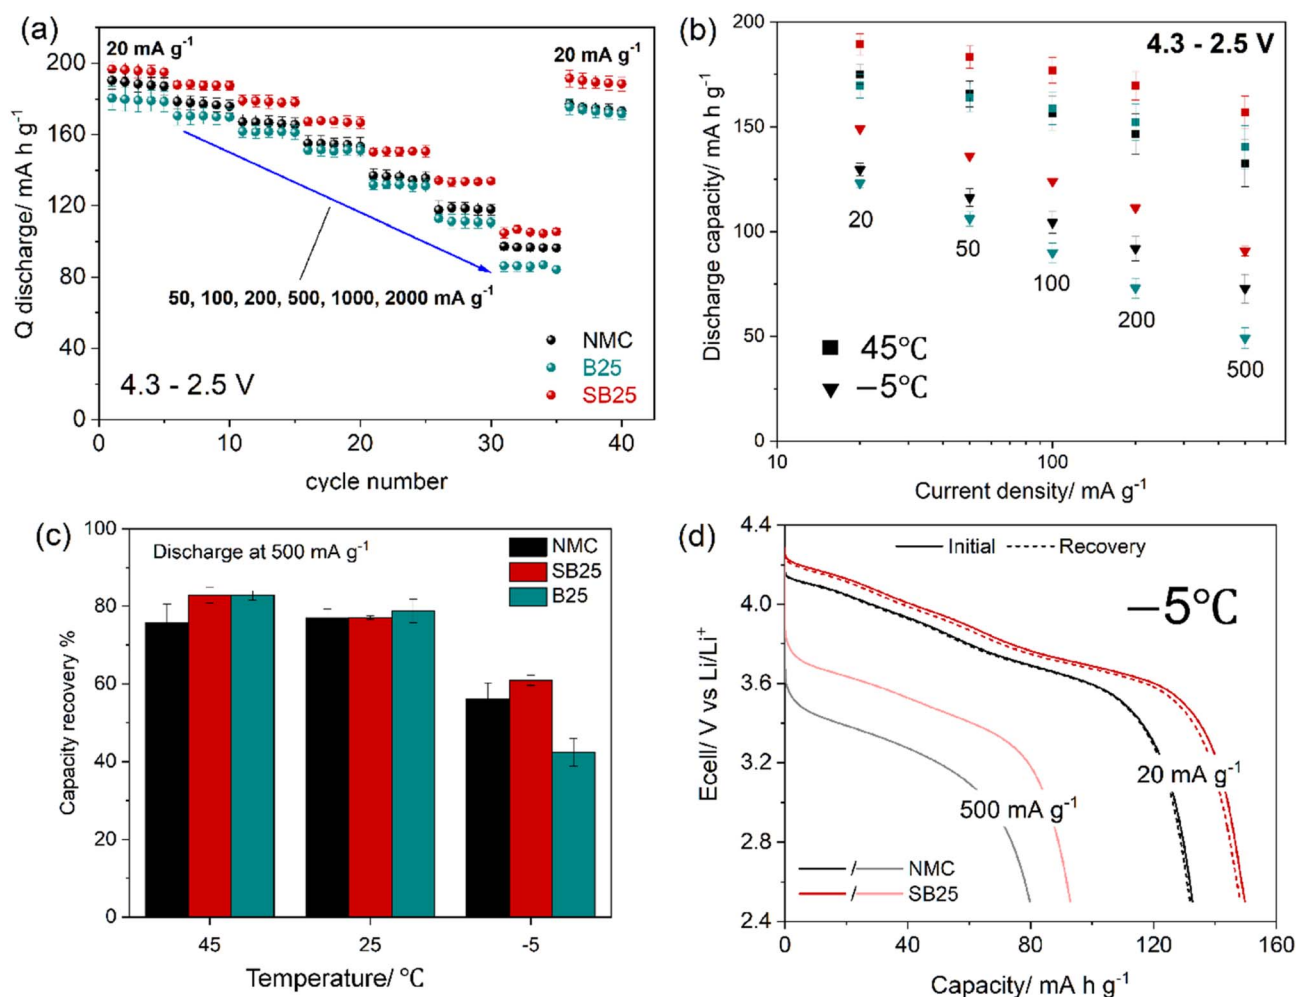 (a)
20 mA g⁻¹
20 mA g⁻¹
200
160
120
80
40
0
Q discharge/ mA h g⁻¹
50, 100, 200, 500, 1000, 2000 mA g⁻¹
NMC
B25
SB25
4.3 - 2.5 V
0 10 20 30 40
cycle number
(b)
4.3 - 2.5 V
200
150
100
50
0
Discharge capacity/ mA h g⁻¹
20
50
100
200
500
45℃
–5℃
10 100
Current density/ mA g⁻¹
(c)
Discharge at 500 mA g⁻¹
NMC
SB25
B25
100
80
60
40
20
0
Capacity recovery %
45 25 -5
Temperature/ ℃
(d)
Initial Recovery
–5℃
4.4
4.0
3.6
3.2
2.8
2.4
Ecell/ V vs Li/Li⁺
20 mA g⁻¹
500 mA g⁻¹
/ NMC
/ SB25
0 40 80 120 160
Capacity/ mA h g⁻¹